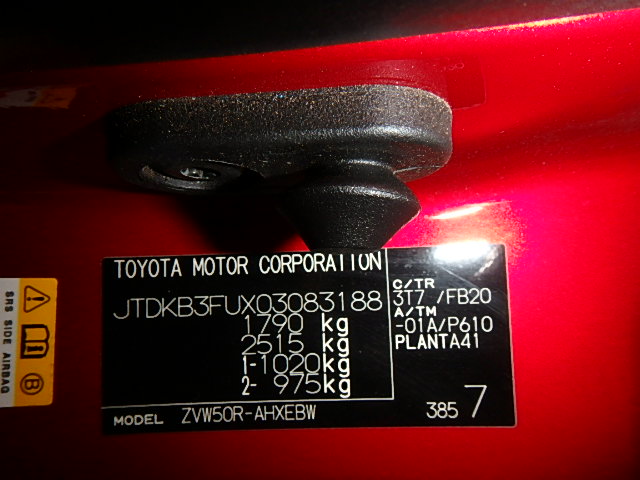 TOYOTA MOTOR CORPORATION
JTDKB3FUX03083188
1790 kg
2515 kg
1-1020kg
2- 975kg
C/TR
3T7 /FB20
A/TM
-01A/P610
PLANTA41
MODEL ZVW50R-AHXEBW
385 7
SRS SIDE AIRBAG
B